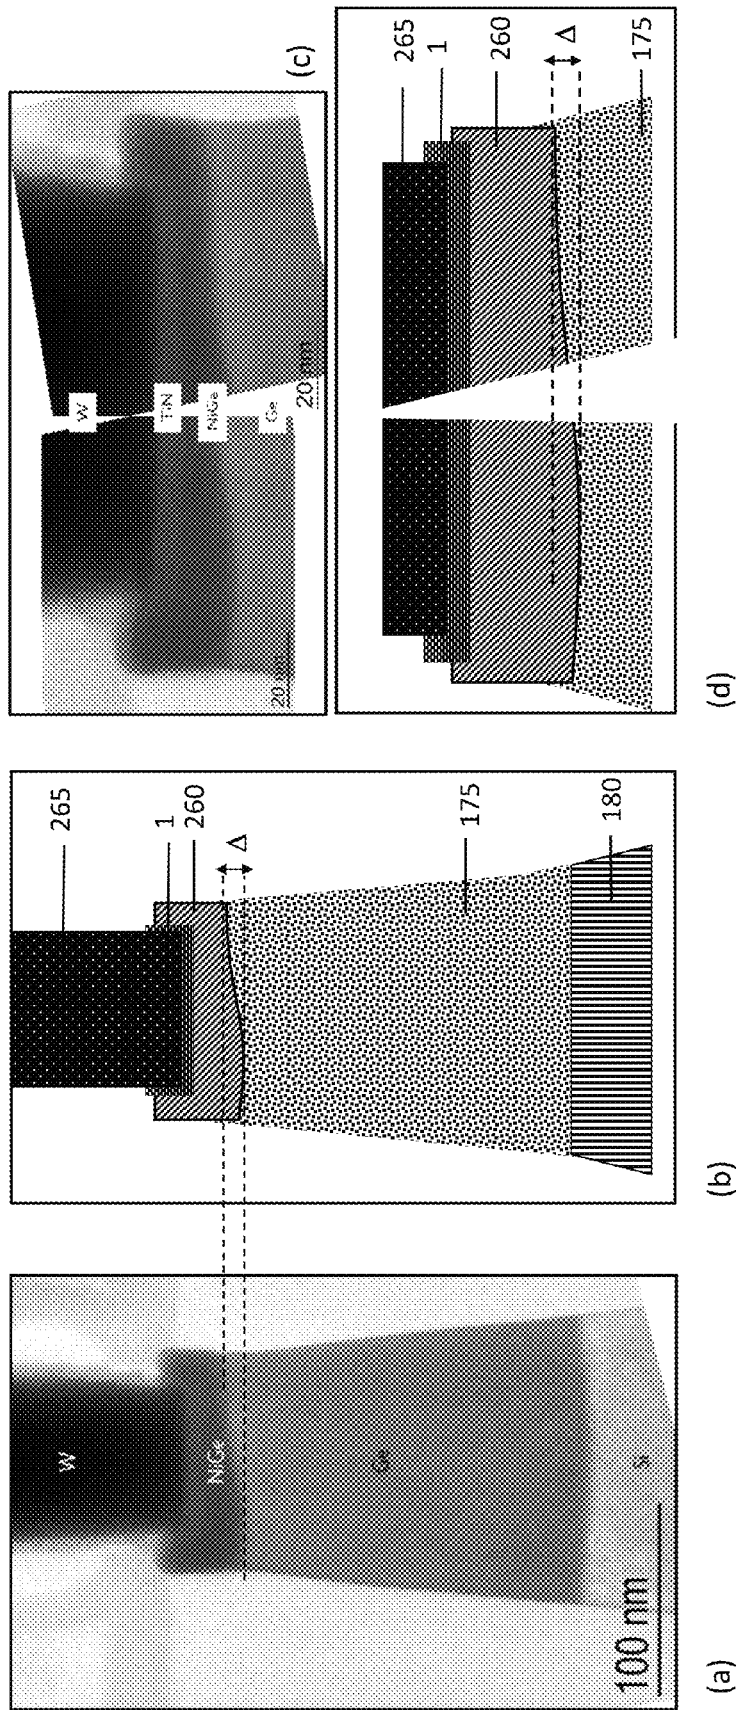 W
NiGe
Ge
Si
100 nm
(a)
265
1
260
Δ
175
180
(b)
W
TiN
NiGe
Ge
20 nm
20 nm
(c)
265
1
260
Δ
175
(d)